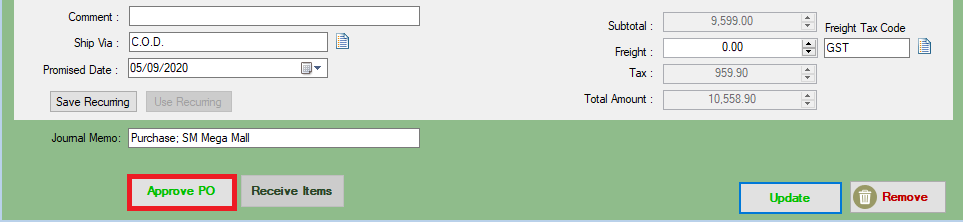 Comment :
Ship Via : C.O.D.
Promised Date : 05/09/2020
Save Recurring Use Recurring
Subtotal : 9,599.00 Freight Tax Code
Freight : 0.00 GST
Tax : 959.90
Total Amount : 10,558.90
Journal Memo: Purchase; SM Mega Mall
Approve PO Receive Items Update Remove